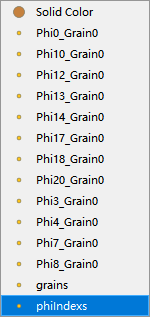 Solid Color
Phi0_Grain0
Phi10_Grain0
Phi12_Grain0
Phi13_Grain0
Phi14_Grain0
Phi17_Grain0
Phi18_Grain0
Phi20_Grain0
Phi3_Grain0
Phi4_Grain0
Phi7_Grain0
Phi8_Grain0
grains
phiIndexs